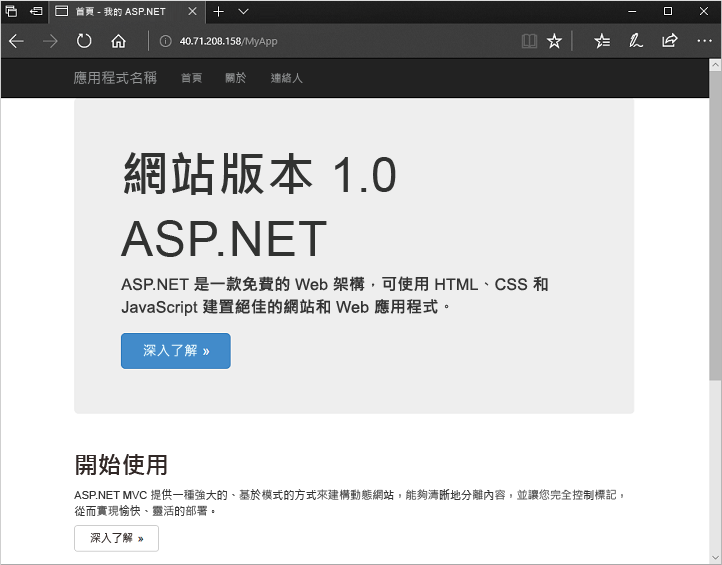 首頁 - 我的 ASP.NET
40.71.208.158/MyApp
應用程式名稱 首頁 關於 連絡人
網站版本 1.0
ASP.NET
ASP.NET 是一款免費的 Web 架構，可使用 HTML、CSS 和
JavaScript 建置絕佳的網站和 Web 應用程式。
深入了解 »
開始使用
ASP.NET MVC 提供一種強大的、基於模式的方式來建構動態網站，能夠清晰地分離內容，並讓您完全控制標記，
從而實現愉快、靈活的部署。
深入了解 »